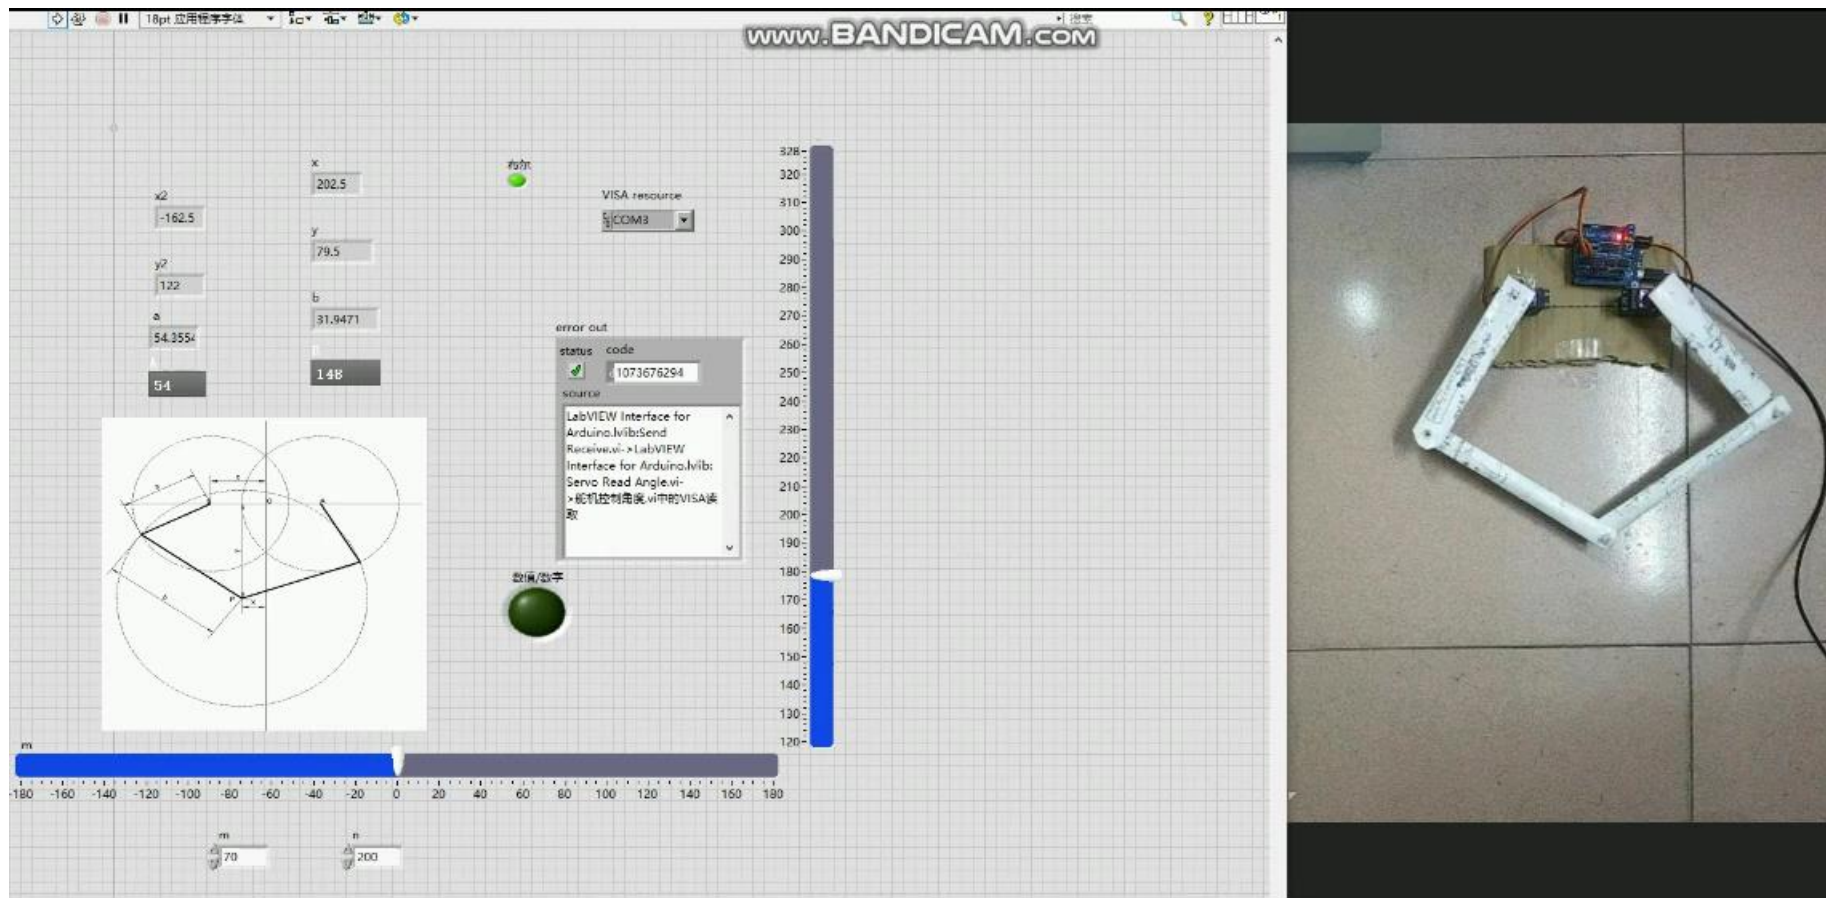 18pt 应用程序字体
搜索
www.BANDICAM.com
x
202.5
x2
-162.5
y
79.5
y2
122
b
31.9471
a
54.3554
54
148
布尔
VISA resource
COM3
error out
status code
1073676294
source
LabVIEW Interface for
Arduino.lvlib:Send
Receive.vi->LabVIEW
Interface for Arduino.lvlib:
Servo Read Angle.vi-
>舵机控制角度.vi中的VISA读
取
数值/数字
328
320
310
300
290
280
270
260
250
240
230
220
210
200
190
180
170
160
150
140
130
120
m
-180 -160 -140 -120 -100 -80 -60 -40 -20 0 20 40 60 80 100 120 140 160 180
m n
70 200